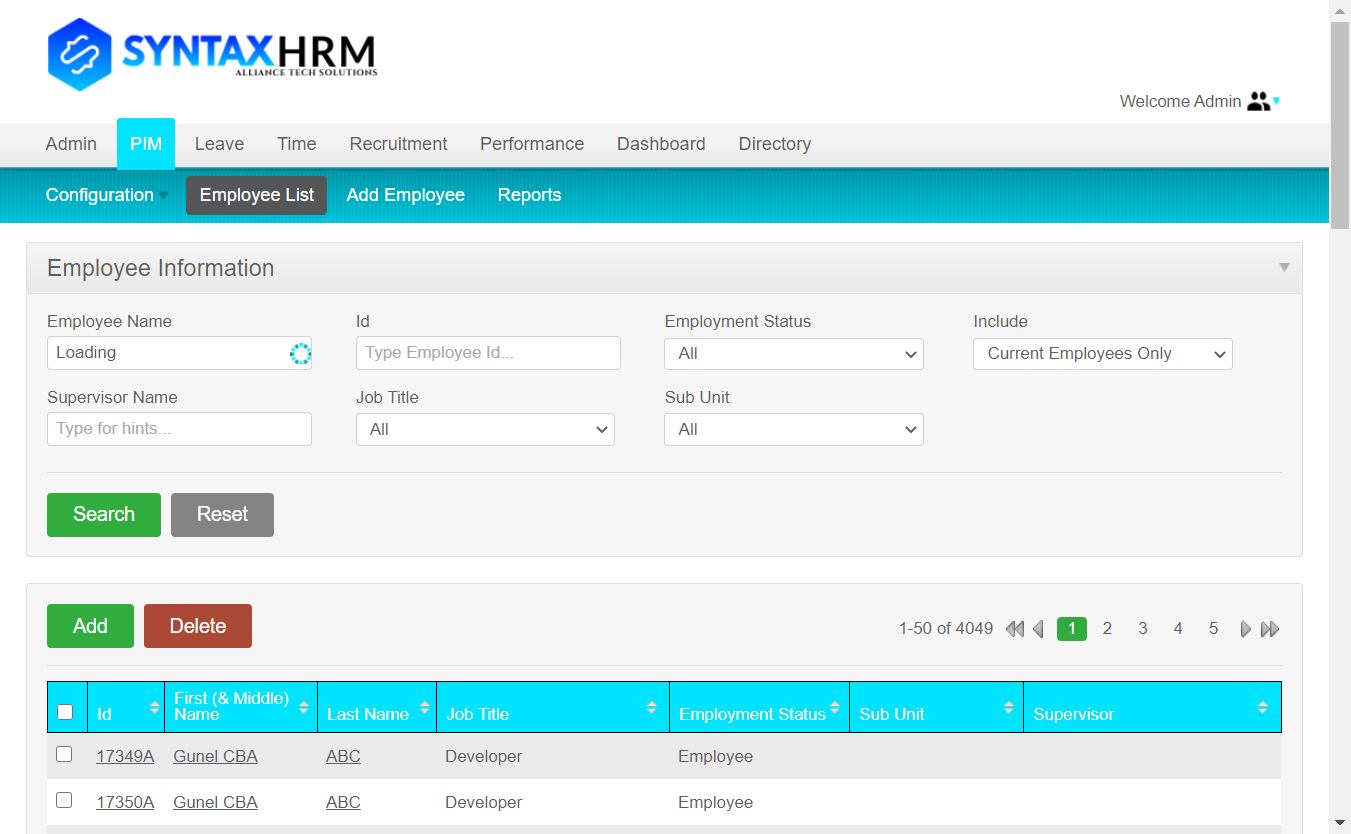 SYNTAXHRM
ALLIANCE TECH SOLUTIONS
Welcome Admin
Admin PIM Leave Time Recruitment Performance Dashboard Directory
Configuration Employee List Add Employee Reports
Employee Information
Employee Name Id Employment Status Include
Loading Type Employee Id... All Current Employees Only
Supervisor Name Job Title Sub Unit
Type for hints... All All
Search Reset
Add Delete 1-50 of 4049 1 2 3 4 5
Id First (& Middle) Name Last Name Job Title Employment Status Sub Unit Supervisor
17349A Gunel CBA ABC Developer Employee
17350A Gunel CBA ABC Developer Employee